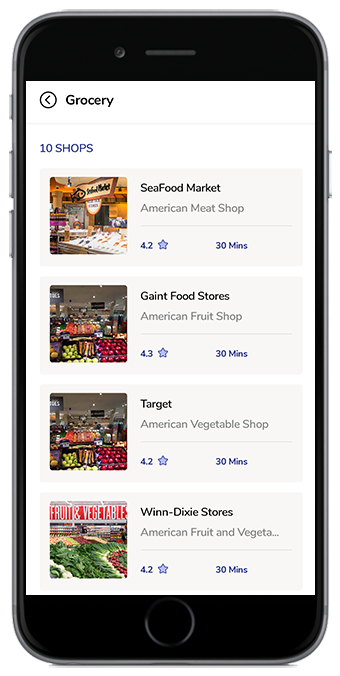 Grocery
10 SHOPS
SeaFood Market
American Meat Shop
4.2 30 Mins
Gaint Food Stores
American Fruit Shop
4.3 30 Mins
Target
American Vegetable Shop
4.2 30 Mins
FRUIT & VEGETABLES
Winn-Dixie Stores
American Fruit and Vegeta...
4.2 30 Mins